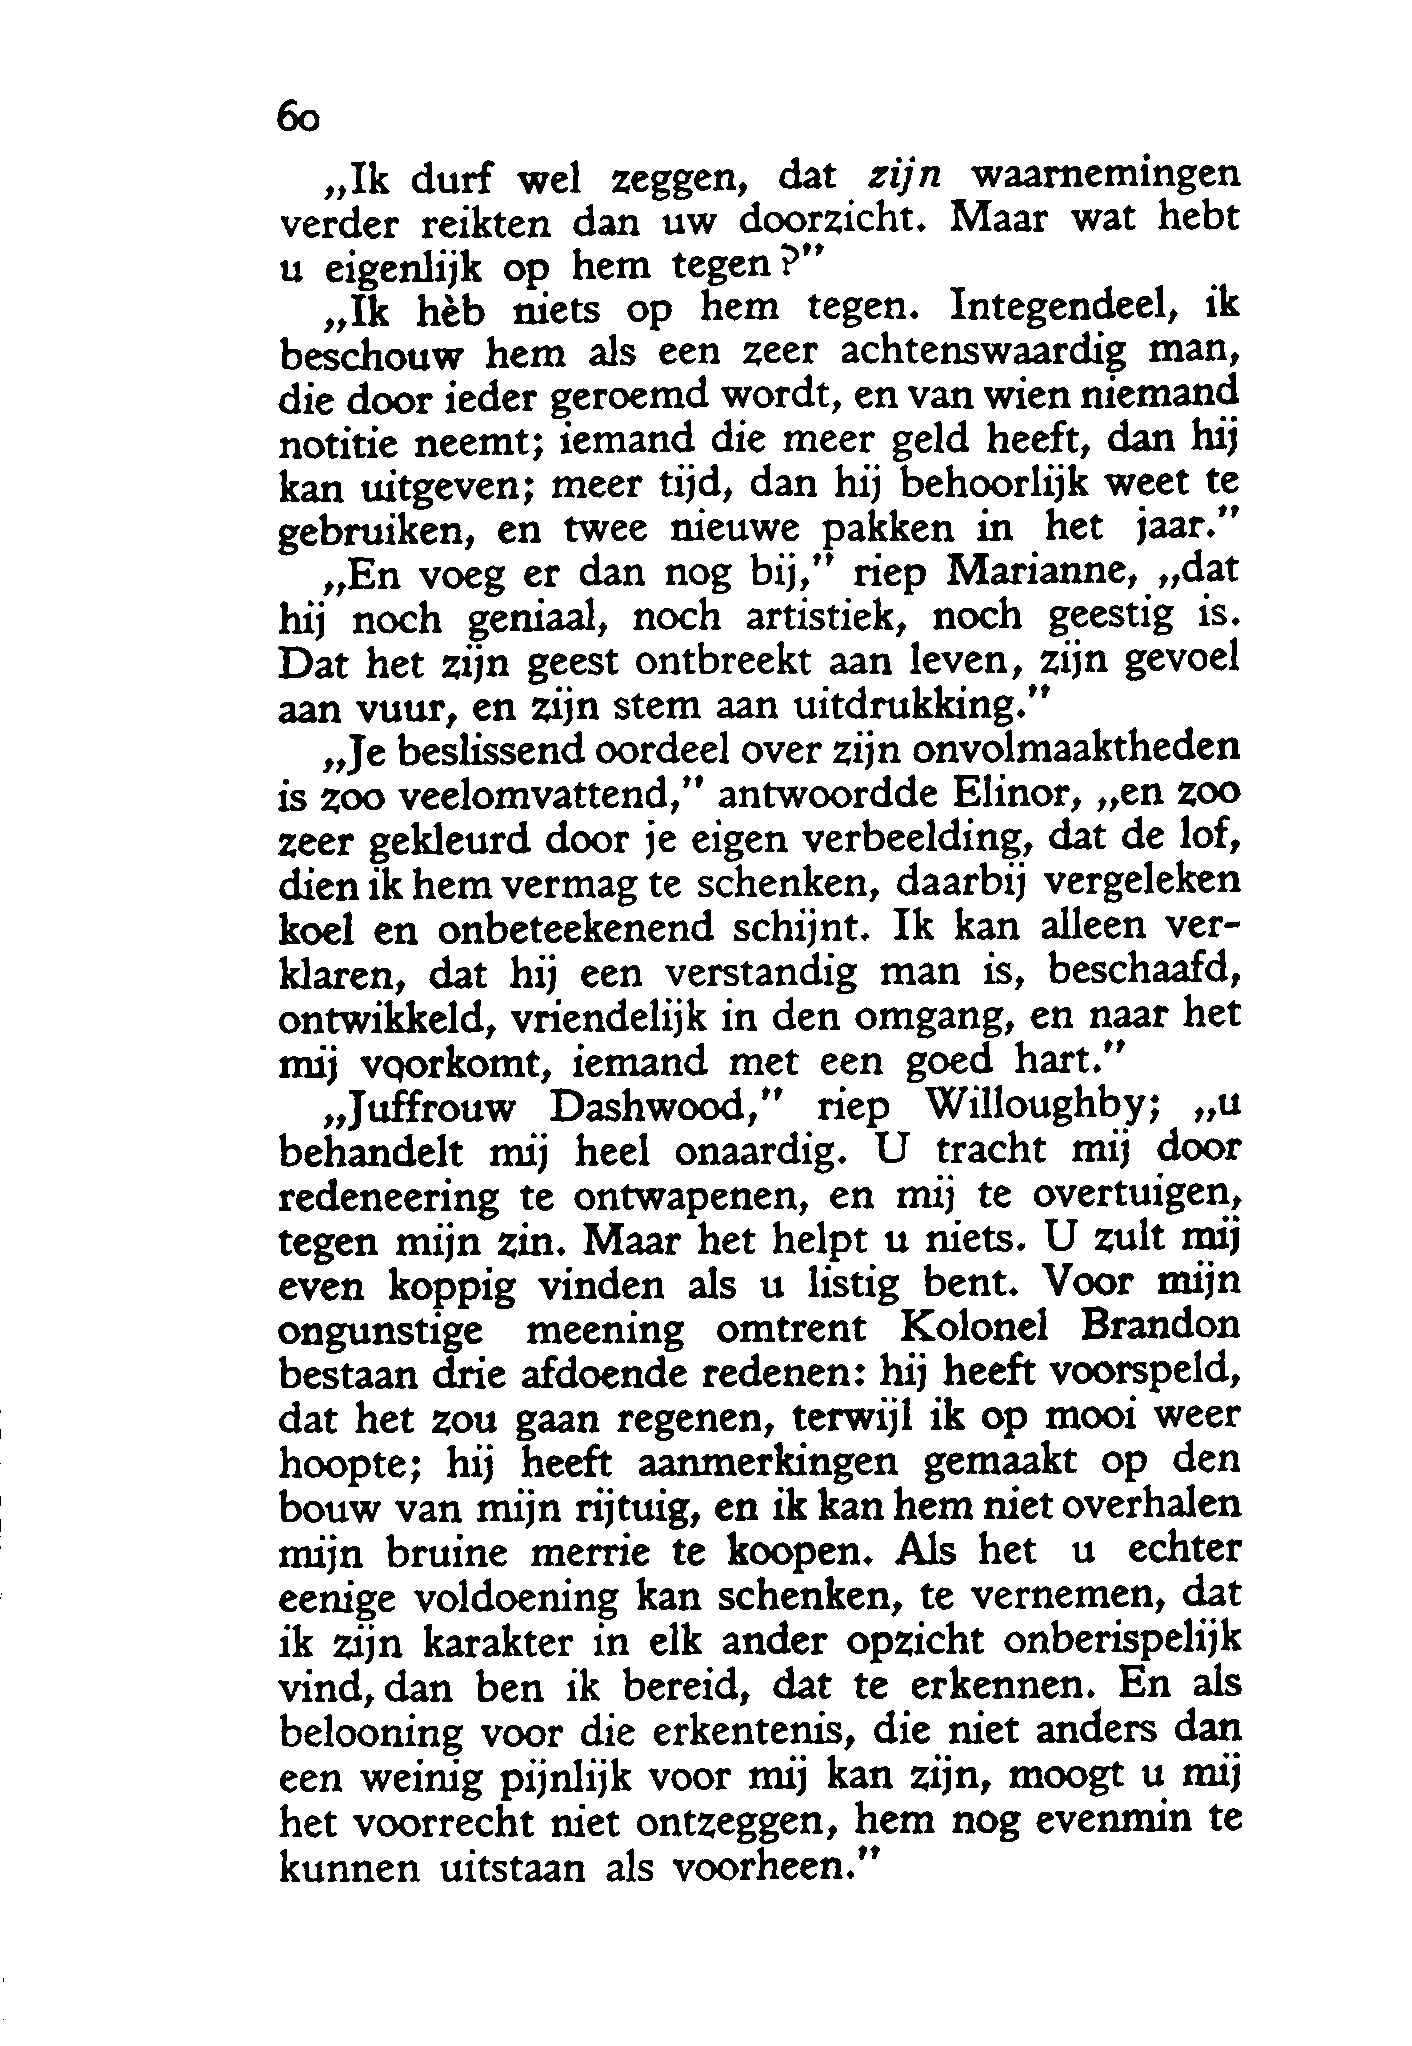 60
„Ik durf wel zeggen, dat zijn waarnemingen
verder reikten dan uw doorzicht. Maar wat hebt
u eigenlijk op hem tegen?”
„Ik hèb niets op hem tegen. Integendeel, ik
beschouw hem als een zeer achtenswaardig man,
die door ieder geroemd wordt, en van wien niemand
notitie neemt; iemand die meer geld heeft, dan hij
kan uitgeven; meer tijd, dan hij behoorlijk weet te
gebruiken, en twee nieuwe pakken in het jaar.”
„En voeg er dan nog bij,” riep Marianne, „dat
hij noch geniaal, noch artistiek, noch geestig is.
Dat het zijn geest ontbreekt aan leven, zijn gevoel
aan vuur, en zijn stem aan uitdrukking.”
„Je beslissend oordeel over zijn onvolmaaktheden
is zoo veelomvattend,” antwoordde Elinor, „en zoo
zeer gekleurd door je eigen verbeelding, dat de lof,
dien ik hem vermag te schenken, daarbij vergeleken
koel en onbeteekenend schijnt. Ik kan alleen ver-
klaren, dat hij een verstandig man is, beschaafd,
ontwikkeld, vriendelijk in den omgang, en naar het
mij voorkomt, iemand met een goed hart.”
„Juffrouw Dashwood,” riep Willoughby; „u
behandelt mij heel onaardig. U tracht mij door
redeneering te ontwapenen, en mij te overtuigen,
tegen mijn zin. Maar het helpt u niets. U zult mij
even koppig vinden als u listig bent. Voor mijn
ongunstige meening omtrent Kolonel Brandon
bestaan drie afdoende redenen: hij heeft voorspeld,
dat het zou gaan regenen, terwijl ik op mooi weer
hoopte; hij heeft aanmerkingen gemaakt op den
bouw van mijn rijtuig, en ik kan hem niet overhalen
mijn bruine merrie te koopen. Als het u echter
eenige voldoening kan schenken, te vernemen, dat
ik zijn karakter in elk ander opzicht onberispelijk
vind, dan ben ik bereid, dat te erkennen. En als
belooning voor die erkentenis, die niet anders dan
een weinig pijnlijk voor mij kan zijn, moogt u mij
het voorrecht niet ontzeggen, hem nog evenmin te
kunnen uitstaan als voorheen.”